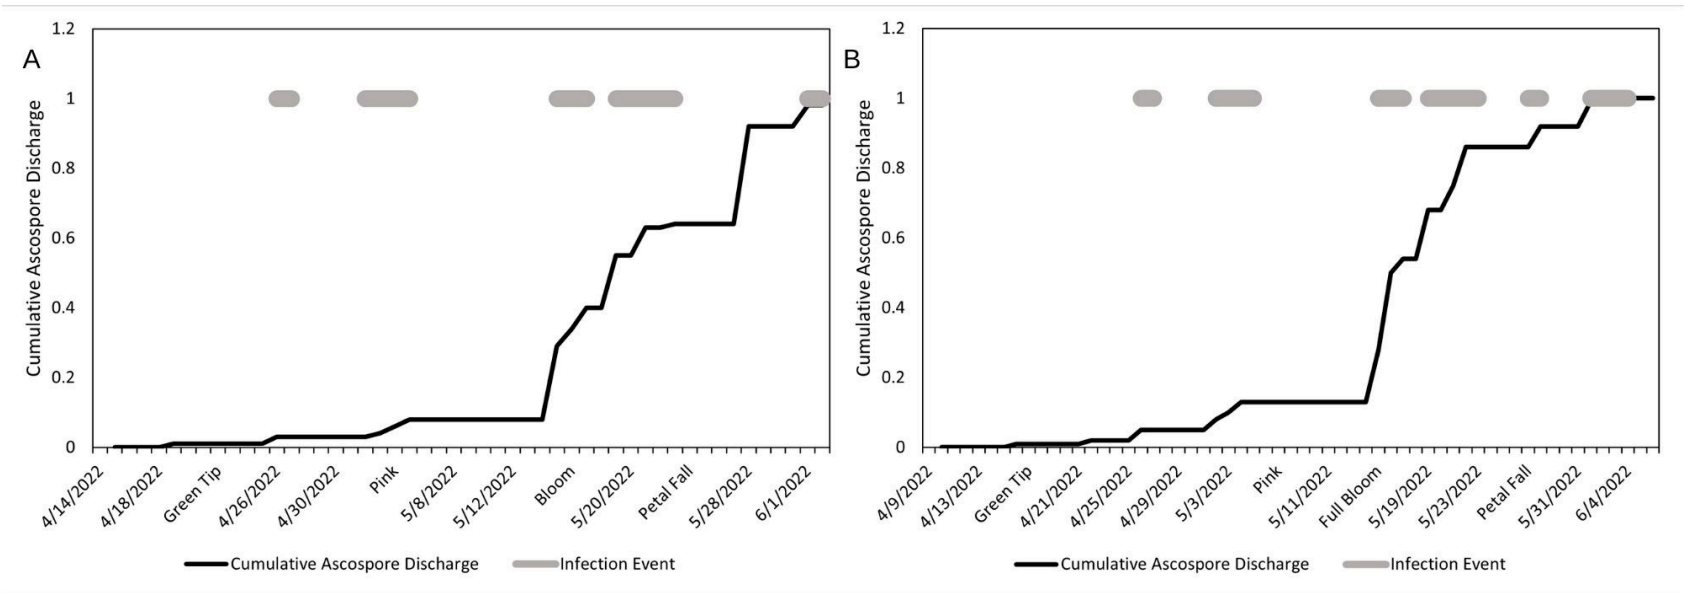 A
Cumulative Ascospore Discharge
1.2
1
0.8
0.6
0.4
0.2
0
4/14/2022
4/18/2022
Green Tip
4/26/2022
4/30/2022
Pink
5/8/2022
5/12/2022
Bloom
5/20/2022
Petal Fall
5/28/2022
6/1/2022
Cumulative Ascospore Discharge
Infection Event
B
Cumulative Ascospore Discharge
1.2
1
0.8
0.6
0.4
0.2
0
4/9/2022
4/13/2022
Green Tip
4/21/2022
4/25/2022
4/29/2022
5/3/2022
Pink
5/11/2022
Full Bloom
5/19/2022
5/23/2022
Petal Fall
5/31/2022
6/4/2022
Cumulative Ascospore Discharge
Infection Event